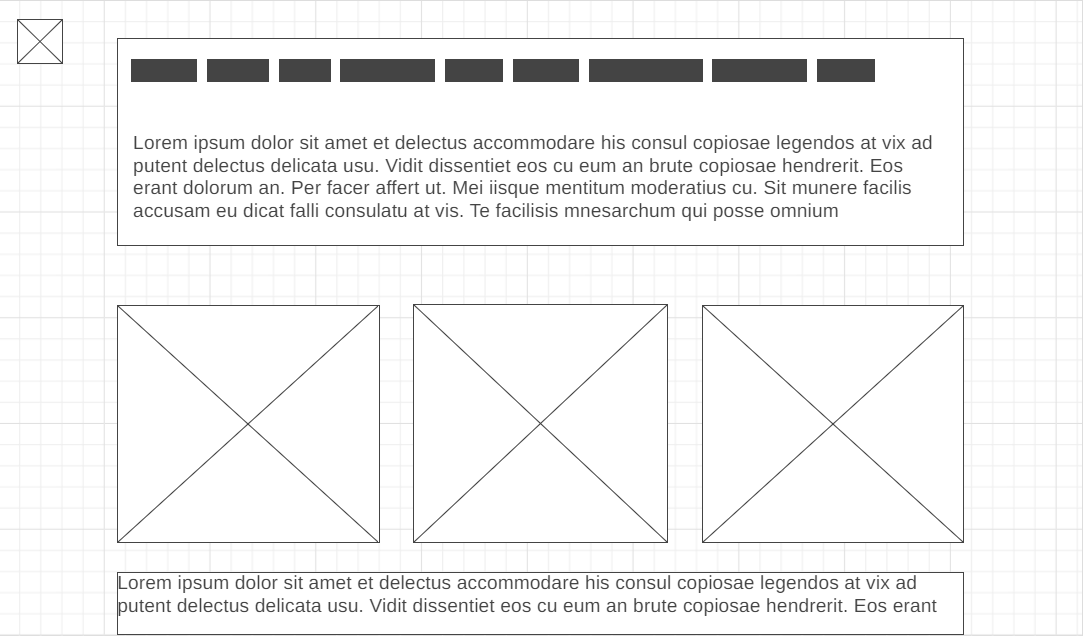 Lorem ipsum dolor sit amet et delectus accommodare his consul copiosae legendos at vix ad
putent delectus delicata usu. Vidit dissentiet eos cu eum an brute copiosae hendrerit. Eos
erant dolorum an. Per facer affert ut. Mei iisque mentitum moderatius cu. Sit munere facilis
accusam eu dicat falli consulatu at vis. Te facilisis mnesarchum qui posse omnium
Lorem ipsum dolor sit amet et delectus accommodare his consul copiosae legendos at vix ad
putent delectus delicata usu. Vidit dissentiet eos cu eum an brute copiosae hendrerit. Eos erant